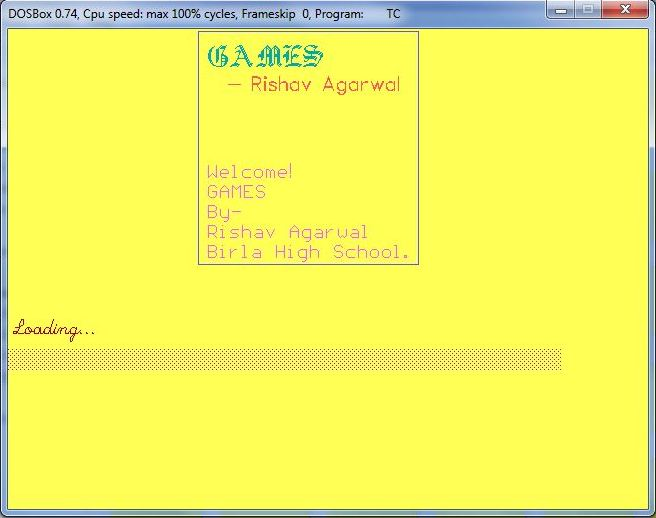 DOSBox 0.74, Cpu speed: max 100% cycles, Frameskip 0, Program: TC
GAMES
- Rishav Agarwal
Welcome!
GAMES
By-
Rishav Agarwal
Birla High School.
Loading...